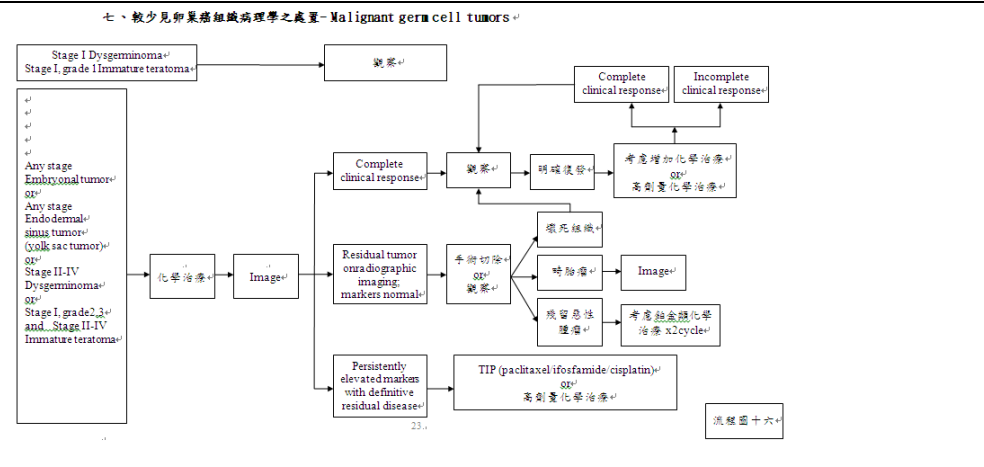 七、較少見卵巢癌組織病理學之處置- Malignant germ cell tumors
Stage I Dysgerminoma
Stage I, grade 1 Immature teratoma
觀察
Any stage
Embryonal tumor
or
Any stage
Endodermal
sinus tumor
(yolk sac tumor)
or
Stage II-IV
Dysgerminoma
or
Stage I, grade2,3
and Stage II-IV
Immature teratoma
化學治療
Image
Complete
clinical response
觀察
明確復發
考慮增加化學治療
or
高劑量化學治療
Complete
clinical response
Incomplete
clinical response
Residual tumor
onradiographic
imaging;
markers normal
手術切除
or
觀察
壞死組織
畸胎瘤
Image
殘留惡性
腫瘤
考慮鉑金類化學
治療 x2cycle
Persistently
elevated markers
with definitive
residual disease
TIP (paclitaxel/ifosfamide/cisplatin)
or
高劑量化學治療
23.
流程圖十六